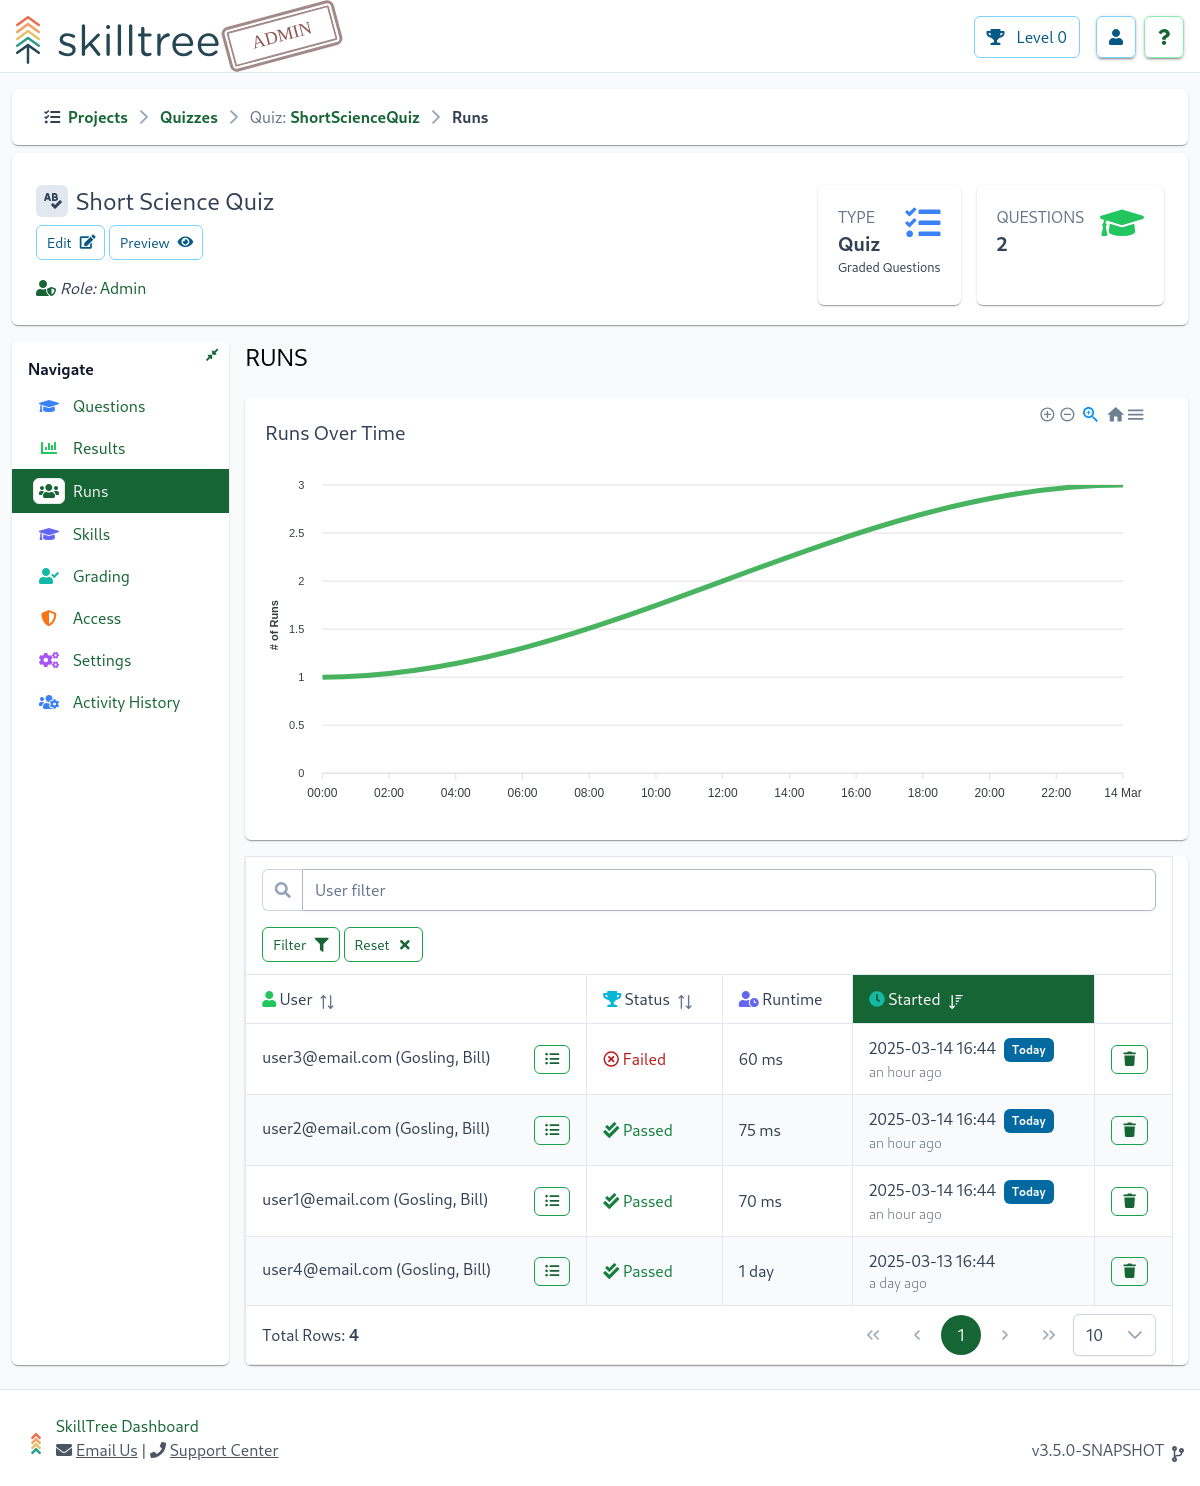 skilltree ADMIN Level 0 ?
Projects Quizzes Quiz: ShortScienceQuiz Runs
AB Short Science Quiz
Edit Preview
Role: Admin
TYPE
Quiz
Graded Questions
QUESTIONS
2
Navigate
Questions
Results
Runs
Skills
Grading
Access
Settings
Activity History
RUNS
Runs Over Time
# of Runs
3
2.5
2
1.5
1
0.5
0
00:00 02:00 04:00 06:00 08:00 10:00 12:00 14:00 16:00 18:00 20:00 22:00 14 Mar
User filter
Filter Reset
User Status Runtime Started
user3@email.com (Gosling, Bill) Failed 60 ms 2025-03-14 16:44 Today
an hour ago
user2@email.com (Gosling, Bill) Passed 75 ms 2025-03-14 16:44 Today
an hour ago
user1@email.com (Gosling, Bill) Passed 70 ms 2025-03-14 16:44 Today
an hour ago
user4@email.com (Gosling, Bill) Passed 1 day 2025-03-13 16:44
a day ago
Total Rows: 4 1 10
SkillTree Dashboard
Email Us | Support Center
v3.5.0-SNAPSHOT